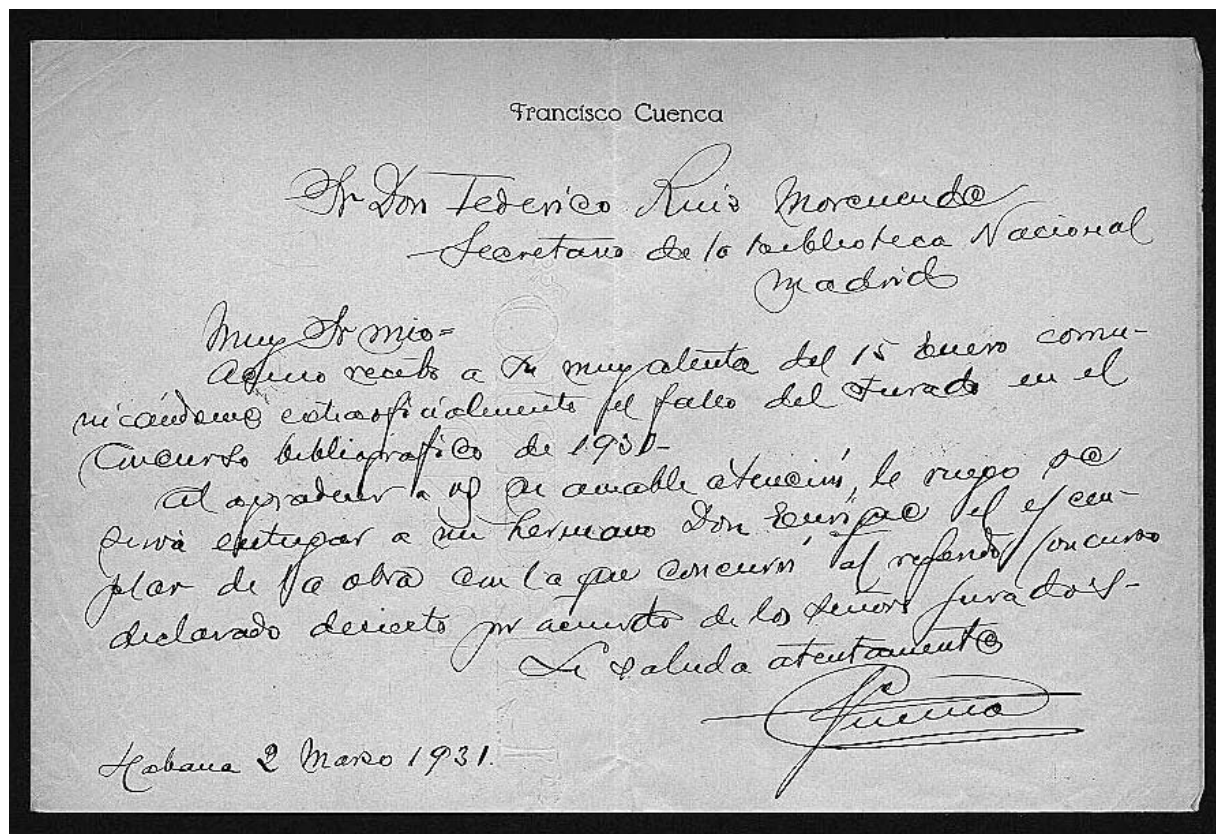 Francisco Cuenca
Sr Don Federico Ruiz Morcuende
Secretario de la biblioteca Nacional
Madrid
Muy Sr mio=
Acuso recibo a su muy atenta del 15 Enero comu-
nicándome extraoficialmente el fallo del Jurado en el
Concurso bibliografico de 1930-
Al agradecer a Vd su amable atención, le ruego se
sirva entregar a mi hermano Don Enrique el ejem-
plar de la obra con la que concurrí al referido concurso
declarado desierto por acuerdo de los señores jurados-
Le saluda atentamente
FCuenca
Habana 2 Marzo 1931.